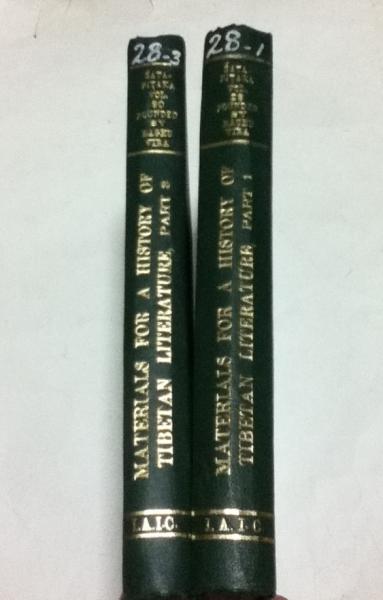 28-3
ŚATA-
PIṬAKA
VOL.
30
FOUNDED
BY
RAGHU
VIRA
MATERIALS FOR A HISTORY OF
TIBETAN LITERATURE, PART 3
I.A.I.C.
28-1
ŚATA
PIṬAKA
VOL
28
FOUNDED
BY
RAGHU
VIRA
MATERIALS FOR A HISTORY OF
TIBETAN LITERATURE, PART 1
I. A. I. C.